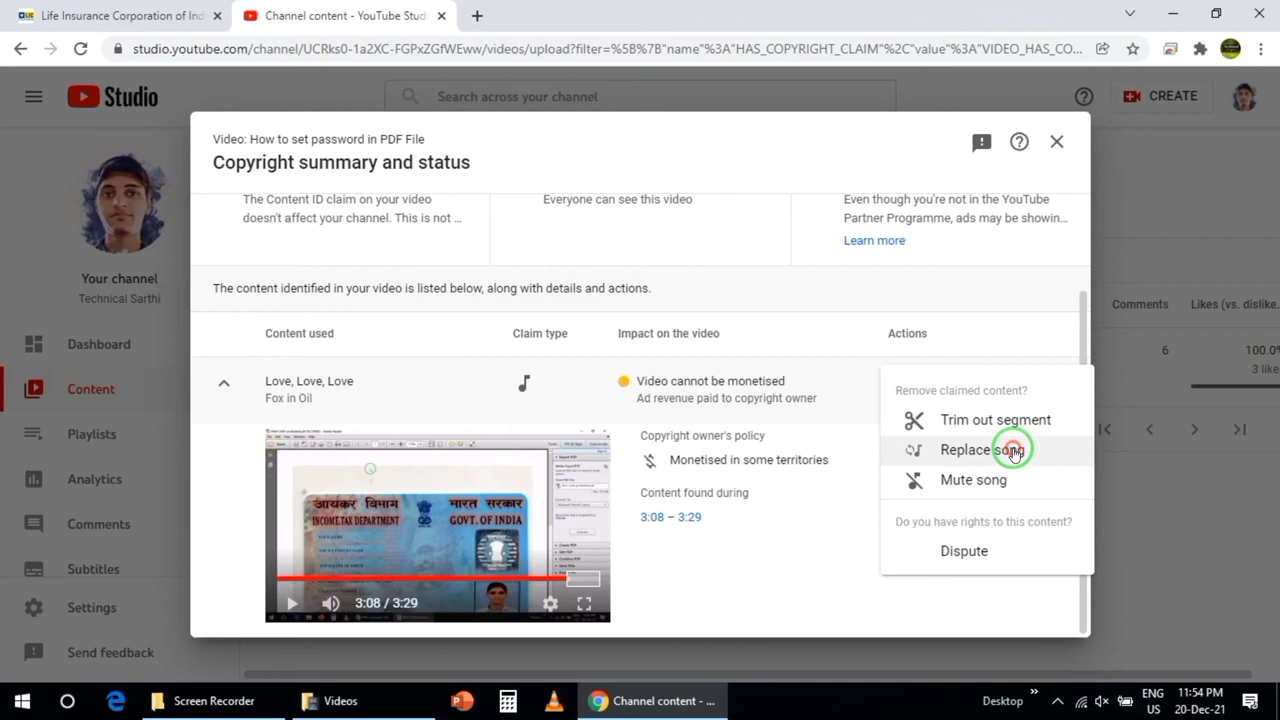 Life Insurance Corporation of Ind
Channel content - YouTube Studi
studio.youtube.com/channel/UCRks0-1a2XC-FGPxZGfWEww/videos/upload?filter=%5B%7B"name"%3A"HAS_COPYRIGHT_CLAIM"%2C"value"%3A"VIDEO_HAS_CO...
Studio
Search across your channel
CREATE
Your channel
Technical Sarthi
Dashboard
Content
Playlists
Analytics
Comments
Subtitles
Settings
Send feedback
Video: How to set password in PDF File
Copyright summary and status
The Content ID claim on your video
doesn't affect your channel. This is not ...
Everyone can see this video
Even though you're not in the YouTube
Partner Programme, ads may be showin...
Learn more
The content identified in your video is listed below, along with details and actions.
Content used
Claim type
Impact on the video
Actions
Love, Love, Love
Fox in Oil
Video cannot be monetised
Ad revenue paid to copyright owner
Copyright owner's policy
Monetised in some territories
Content found during
3:08 – 3:29
आयकर विभाग
INCOME TAX DEPARTMENT
भारत सरकार
GOVT. OF INDIA
3:08 / 3:29
Remove claimed content?
Trim out segment
Replace song
Mute song
Do you have rights to this content?
Dispute
Comments
Likes (vs. dislike.
6
100.0%
3 like
Screen Recorder
Videos
Channel content - ...
Desktop
ENG
US
11:54 PM
20-Dec-21